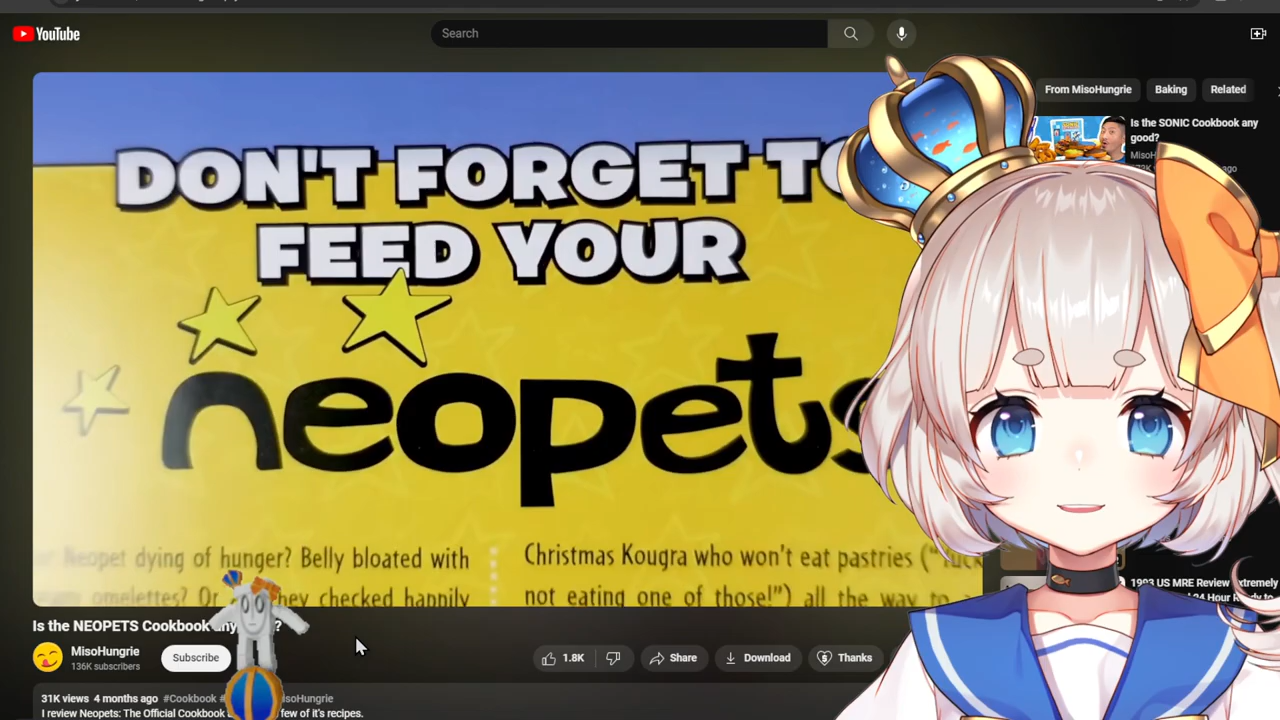 YouTube
Search
From MisoHungrie
Baking
Related
DON'T FORGET TO
FEED YOUR
neopets
Neopet dying of hunger? Belly bloated with
omelettes? Or they checked happily
Christmas Kougra who won't eat pastries
not eating one of those!") all the way to
Is the SONIC Cookbook any
good?
ago
1993 US MRE Review
24 Hour Ready to
Is the NEOPETS Cookbook
MisoHungrie
136K subscribers
Subscribe
1.8K
Share
Download
Thanks
31K views 4 months ago #Cookbook
I review Neopets: The Official Cookbook few of it's recipes.